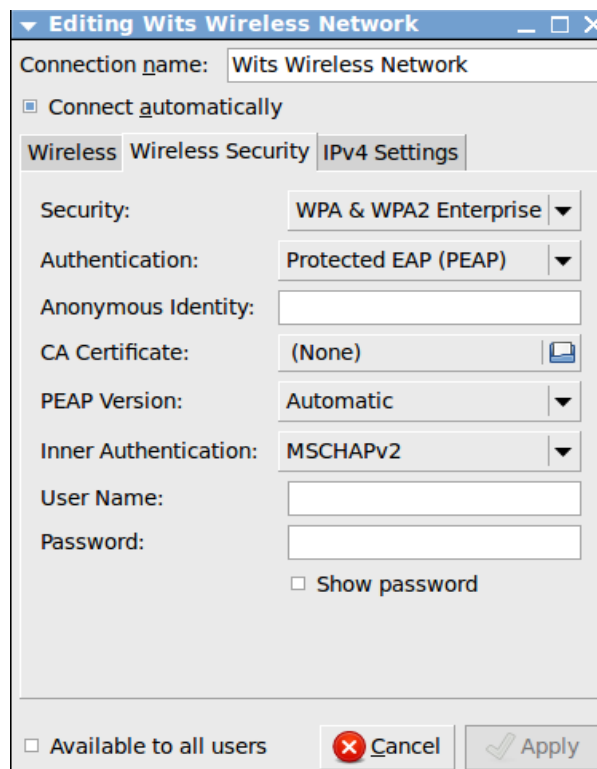 Editing Wits Wireless Network
Connection name: Wits Wireless Network
Connect automatically
Wireless Wireless Security IPv4 Settings
Security: WPA & WPA2 Enterprise
Authentication: Protected EAP (PEAP)
Anonymous Identity:
CA Certificate: (None)
PEAP Version: Automatic
Inner Authentication: MSCHAPv2
User Name:
Password:
Show password
Available to all users Cancel Apply